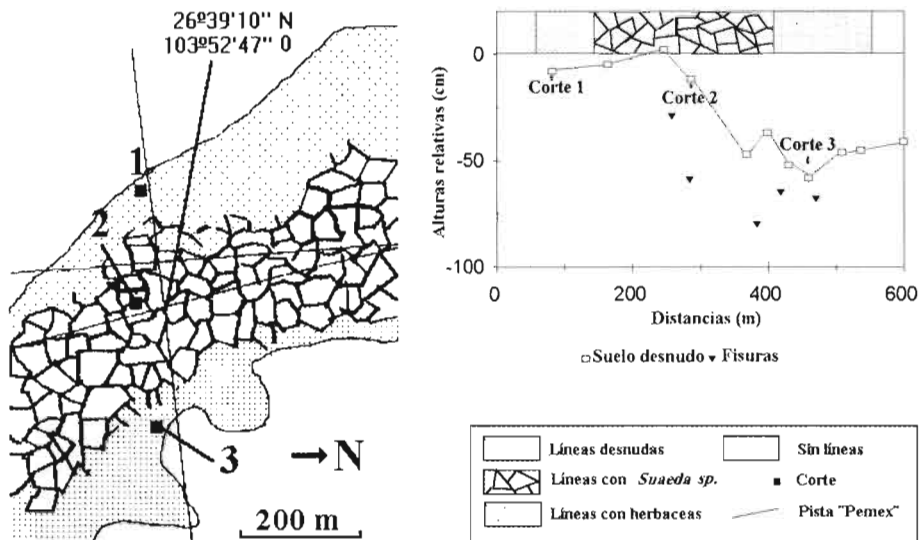 26º39'10'' N
103º52'47'' O
1
2
3
N
200 m
Alturas relativas (cm)
0
-50
-100
Corte 1
Corte 2
Corte 3
0
200
400
600
Distancias (m)
Suelo desnudo
Fisuras
Líneas desnudas
Sin líneas
Líneas con Suaeda sp.
Corte
Líneas con herbaceas
Pista "Pemex"